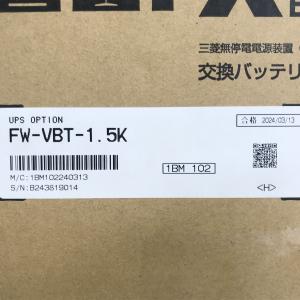 三菱無停電電源装置
交換バッテリ
UPS OPTION
FW-VBT-1.5K
合格 2024/03/13
1BM 102
M/C:1BM102240313
S/N:B243819014
<H>